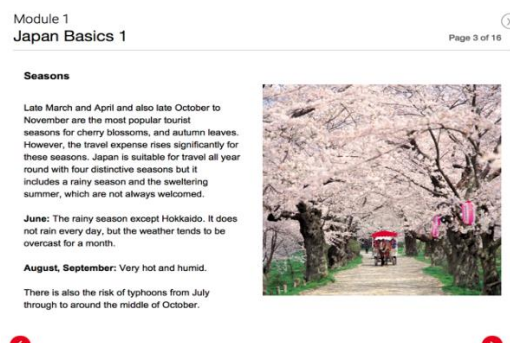 Module 1
Japan Basics 1
Page 3 of 16
Seasons
Late March and April and also late October to
November are the most popular tourist
seasons for cherry blossoms, and autumn leaves.
However, the travel expense rises significantly for
these seasons. Japan is suitable for travel all year
round with four distinctive seasons but it
includes a rainy season and the sweltering
summer, which are not always welcomed.
June: The rainy season except Hokkaido. It does
not rain every day, but the weather tends to be
overcast for a month.
August, September: Very hot and humid.
There is also the risk of typhoons from July
through to around the middle of October.